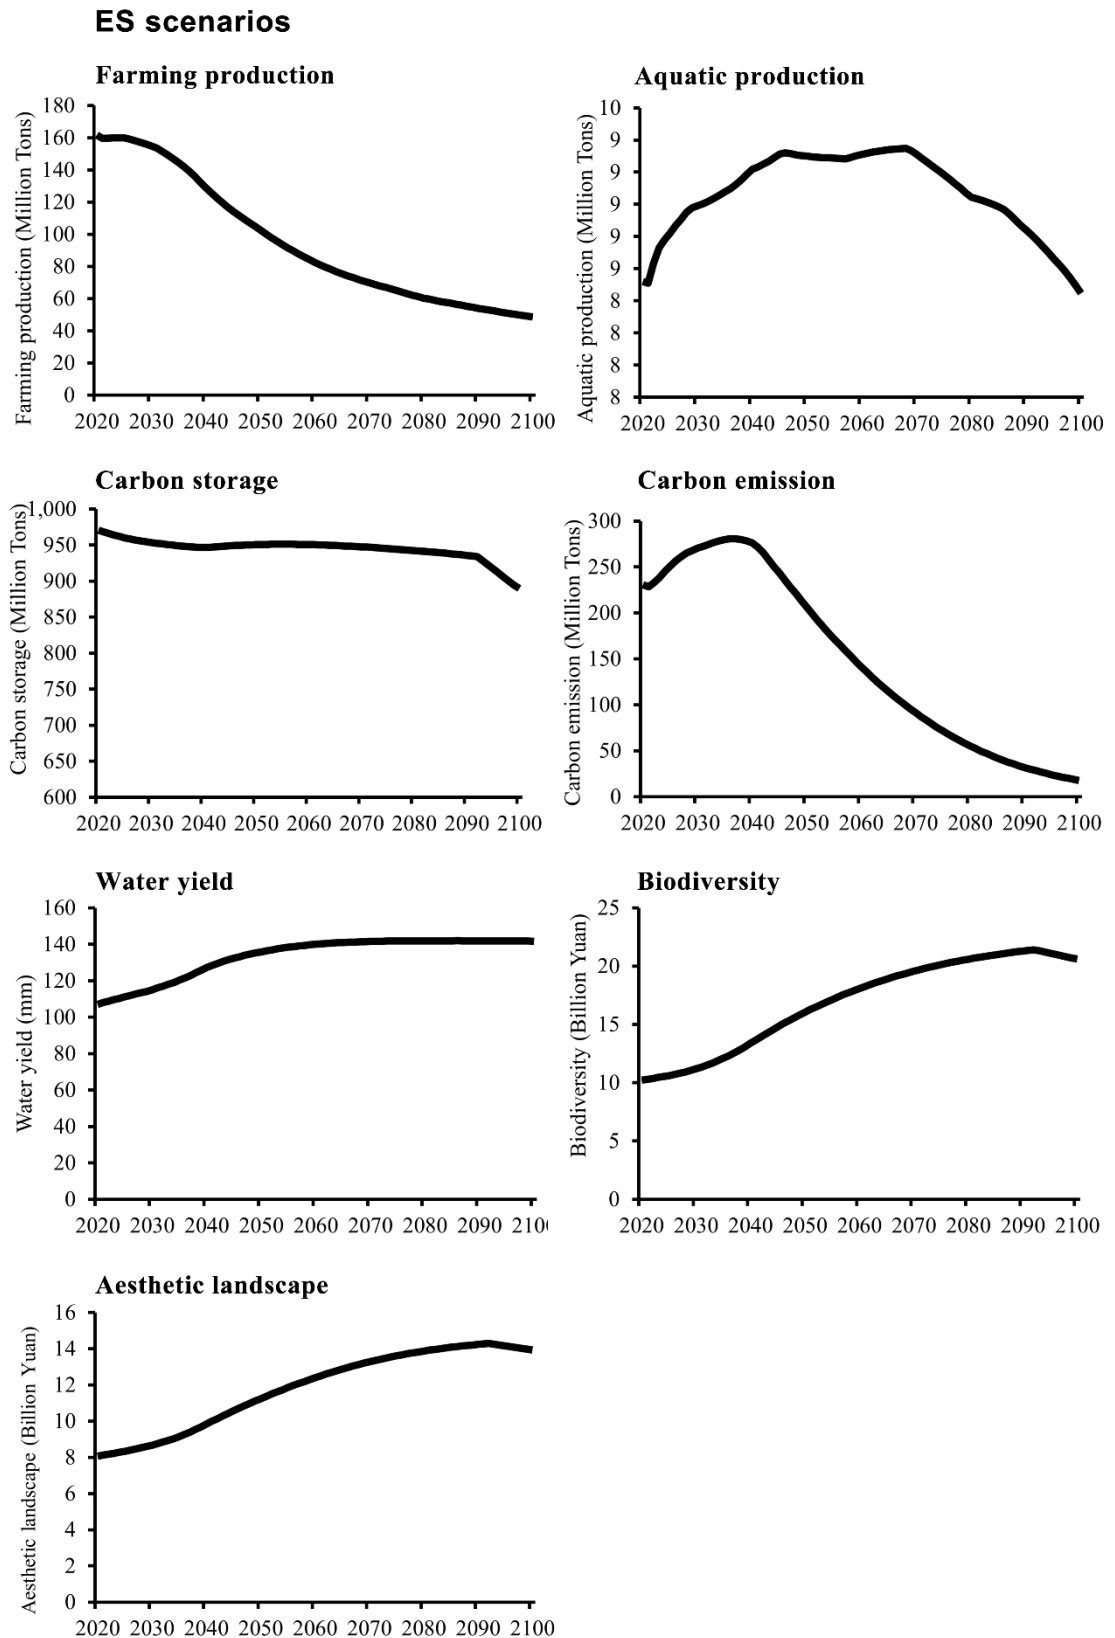 ES scenarios
Farming production
Farming production (Million Tons)
180
160
140
120
100
80
60
40
20
0
2020 2030 2040 2050 2060 2070 2080 2090 2100
Aquatic production
Aquatic production (Million Tons)
10
9
9
9
9
9
8
8
8
8
2020 2030 2040 2050 2060 2070 2080 2090 2100
Carbon storage
Carbon storage (Million Tons)
1,000
950
900
850
800
750
700
650
600
2020 2030 2040 2050 2060 2070 2080 2090 2100
Carbon emission
Carbon emission (Million Tons)
300
250
200
150
100
50
0
2020 2030 2040 2050 2060 2070 2080 2090 2100
Water yield
Water yield (mm)
160
140
120
100
80
60
40
20
0
2020 2030 2040 2050 2060 2070 2080 2090 2100
Biodiversity
Biodiversity (Billion Yuan)
25
20
15
10
5
0
2020 2030 2040 2050 2060 2070 2080 2090 2100
Aesthetic landscape
Aesthetic landscape (Billion Yuan)
16
14
12
10
8
6
4
2
0
2020 2030 2040 2050 2060 2070 2080 2090 2100